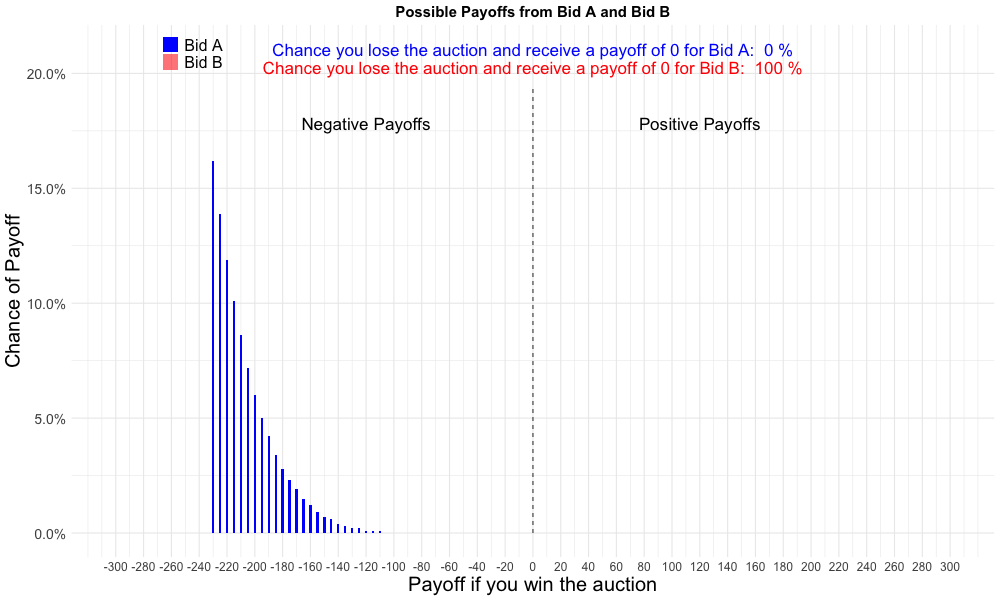 Possible Payoffs from Bid A and Bid B
Bid A
Bid B
Chance you lose the auction and receive a payoff of 0 for Bid A:  0 %
Chance you lose the auction and receive a payoff of 0 for Bid B:  100 %
Negative Payoffs
Positive Payoffs
Chance of Payoff
20.0%
15.0%
10.0%
5.0%
0.0%
-300 -280 -260 -240 -220 -200 -180 -160 -140 -120 -100 -80 -60 -40 -20 0 20 40 60 80 100 120 140 160 180 200 220 240 260 280 300
Payoff if you win the auction